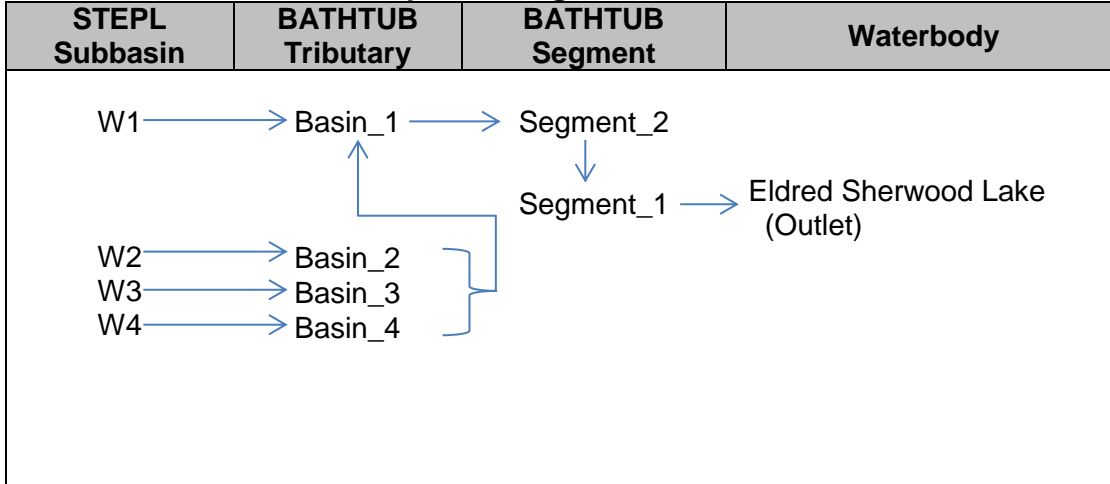 STEPL Subbasin BATHTUB Tributary BATHTUB Segment Waterbody
W1 Basin_1 Segment_2
Segment_1 Eldred Sherwood Lake
(Outlet)
W2 Basin_2
W3 Basin_3
W4 Basin_4